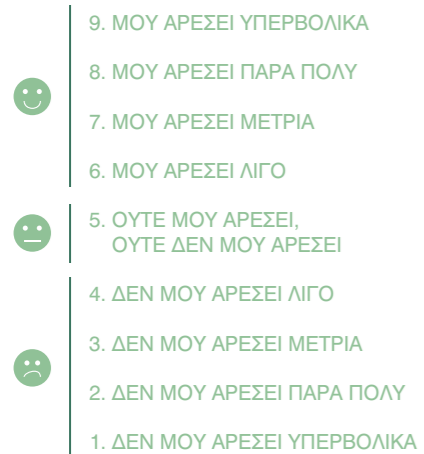 9. ΜΟΥ ΑΡΕΣΕΙ ΥΠΕΡΒΟΛΙΚΑ
8. ΜΟΥ ΑΡΕΣΕΙ ΠΑΡΑ ΠΟΛΥ
7. ΜΟΥ ΑΡΕΣΕΙ ΜΕΤΡΙΑ
6. ΜΟΥ ΑΡΕΣΕΙ ΛΙΓΟ
5. ΟΥΤΕ ΜΟΥ ΑΡΕΣΕΙ,
ΟΥΤΕ ΔΕΝ ΜΟΥ ΑΡΕΣΕΙ
4. ΔΕΝ ΜΟΥ ΑΡΕΣΕΙ ΛΙΓΟ
3. ΔΕΝ ΜΟΥ ΑΡΕΣΕΙ ΜΕΤΡΙΑ
2. ΔΕΝ ΜΟΥ ΑΡΕΣΕΙ ΠΑΡΑ ΠΟΛΥ
1. ΔΕΝ ΜΟΥ ΑΡΕΣΕΙ ΥΠΕΡΒΟΛΙΚΑ